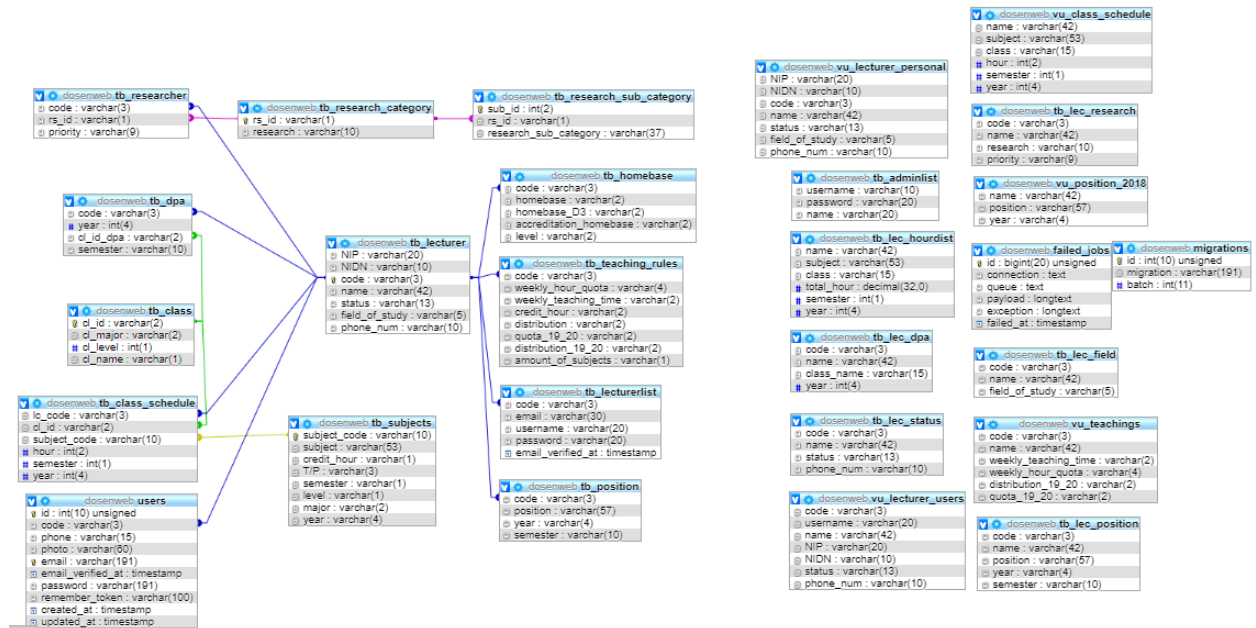 dosenweb tb_researcher
code : varchar(3)
rs_id : varchar(1)
priority : varchar(9)
dosenweb tb_research_category
rs_id : varchar(1)
research : varchar(10)
dosenweb tb_research_sub_category
sub_id : int(2)
rs_id : varchar(1)
research_sub_category : varchar(37)
dosenweb tb_dpa
code : varchar(3)
year : int(4)
cl_id_dpa : varchar(2)
semester : varchar(10)
dosenweb tb_class
cl_id : varchar(2)
cl_major : varchar(2)
cl_level : int(1)
cl_name : varchar(1)
dosenweb tb_class_schedule
lc_code : varchar(3)
cl_id : varchar(2)
subject_code : varchar(10)
hour : int(2)
semester : int(1)
year : int(4)
dosenweb users
id : int(10) unsigned
code : varchar(3)
phone : varchar(15)
photo : varchar(60)
email : varchar(191)
email_verified_at : timestamp
password : varchar(191)
remember_token : varchar(100)
created_at : timestamp
updated_at : timestamp
dosenweb tb_lecturer
NIP : varchar(20)
NIDN : varchar(10)
code : varchar(3)
name : varchar(42)
status : varchar(13)
field_of_study : varchar(5)
phone_num : varchar(10)
dosenweb tb_subjects
subject_code : varchar(10)
subject : varchar(53)
credit_hour : varchar(1)
T/P : varchar(3)
semester : varchar(1)
level : varchar(1)
major : varchar(2)
year : varchar(4)
dosenweb tb_homebase
code : varchar(3)
homebase : varchar(2)
homebase_D3 : varchar(2)
accreditation_homebase : varchar(2)
level : varchar(2)
dosenweb tb_teaching_rules
code : varchar(3)
weekly_hour_quota : varchar(4)
weekly_teaching_time : varchar(2)
credit_hour : varchar(2)
distribution : varchar(2)
quota_19_20 : varchar(2)
distribution_19_20 : varchar(2)
amount_of_subjects : varchar(1)
dosenweb tb_lecturerlist
code : varchar(3)
email : varchar(30)
username : varchar(20)
password : varchar(20)
email_verified_at : timestamp
dosenweb tb_position
code : varchar(3)
position : varchar(57)
year : varchar(4)
semester : varchar(10)
dosenweb vu_lecturer_personal
NIP : varchar(20)
NIDN : varchar(10)
code : varchar(3)
name : varchar(42)
status : varchar(13)
field_of_study : varchar(5)
phone_num : varchar(10)
dosenweb tb_adminlist
username : varchar(10)
password : varchar(20)
name : varchar(20)
dosenweb tb_lec_hourdist
name : varchar(42)
subject : varchar(53)
class : varchar(15)
total_hour : decimal(32,0)
semester : int(1)
year : int(4)
dosenweb tb_lec_dpa
code : varchar(3)
name : varchar(42)
class_name : varchar(15)
year : int(4)
dosenweb tb_lec_status
code : varchar(3)
name : varchar(42)
status : varchar(13)
phone_num : varchar(10)
dosenweb vu_lecturer_users
code : varchar(3)
username : varchar(20)
name : varchar(42)
NIP : varchar(20)
NIDN : varchar(10)
status : varchar(13)
phone_num : varchar(10)
dosenweb vu_class_schedule
name : varchar(42)
subject : varchar(53)
class : varchar(15)
hour : int(2)
semester : int(1)
year : int(4)
dosenweb tb_lec_research
code : varchar(3)
name : varchar(42)
research : varchar(10)
priority : varchar(9)
dosenweb vu_position_2018
name : varchar(42)
position : varchar(57)
year : varchar(4)
dosenweb failed_jobs
id : bigint(20) unsigned
connection : text
queue : text
payload : longtext
exception : longtext
failed_at : timestamp
dosenweb migrations
id : int(10) unsigned
migration : varchar(191)
batch : int(11)
dosenweb tb_lec_field
code : varchar(3)
name : varchar(42)
field_of_study : varchar(5)
dosenweb vu_teachings
code : varchar(3)
name : varchar(42)
weekly_teaching_time : varchar(2)
weekly_hour_quota : varchar(4)
distribution_19_20 : varchar(2)
quota_19_20 : varchar(2)
dosenweb tb_lec_position
code : varchar(3)
name : varchar(42)
position : varchar(57)
year : varchar(4)
semester : varchar(10)